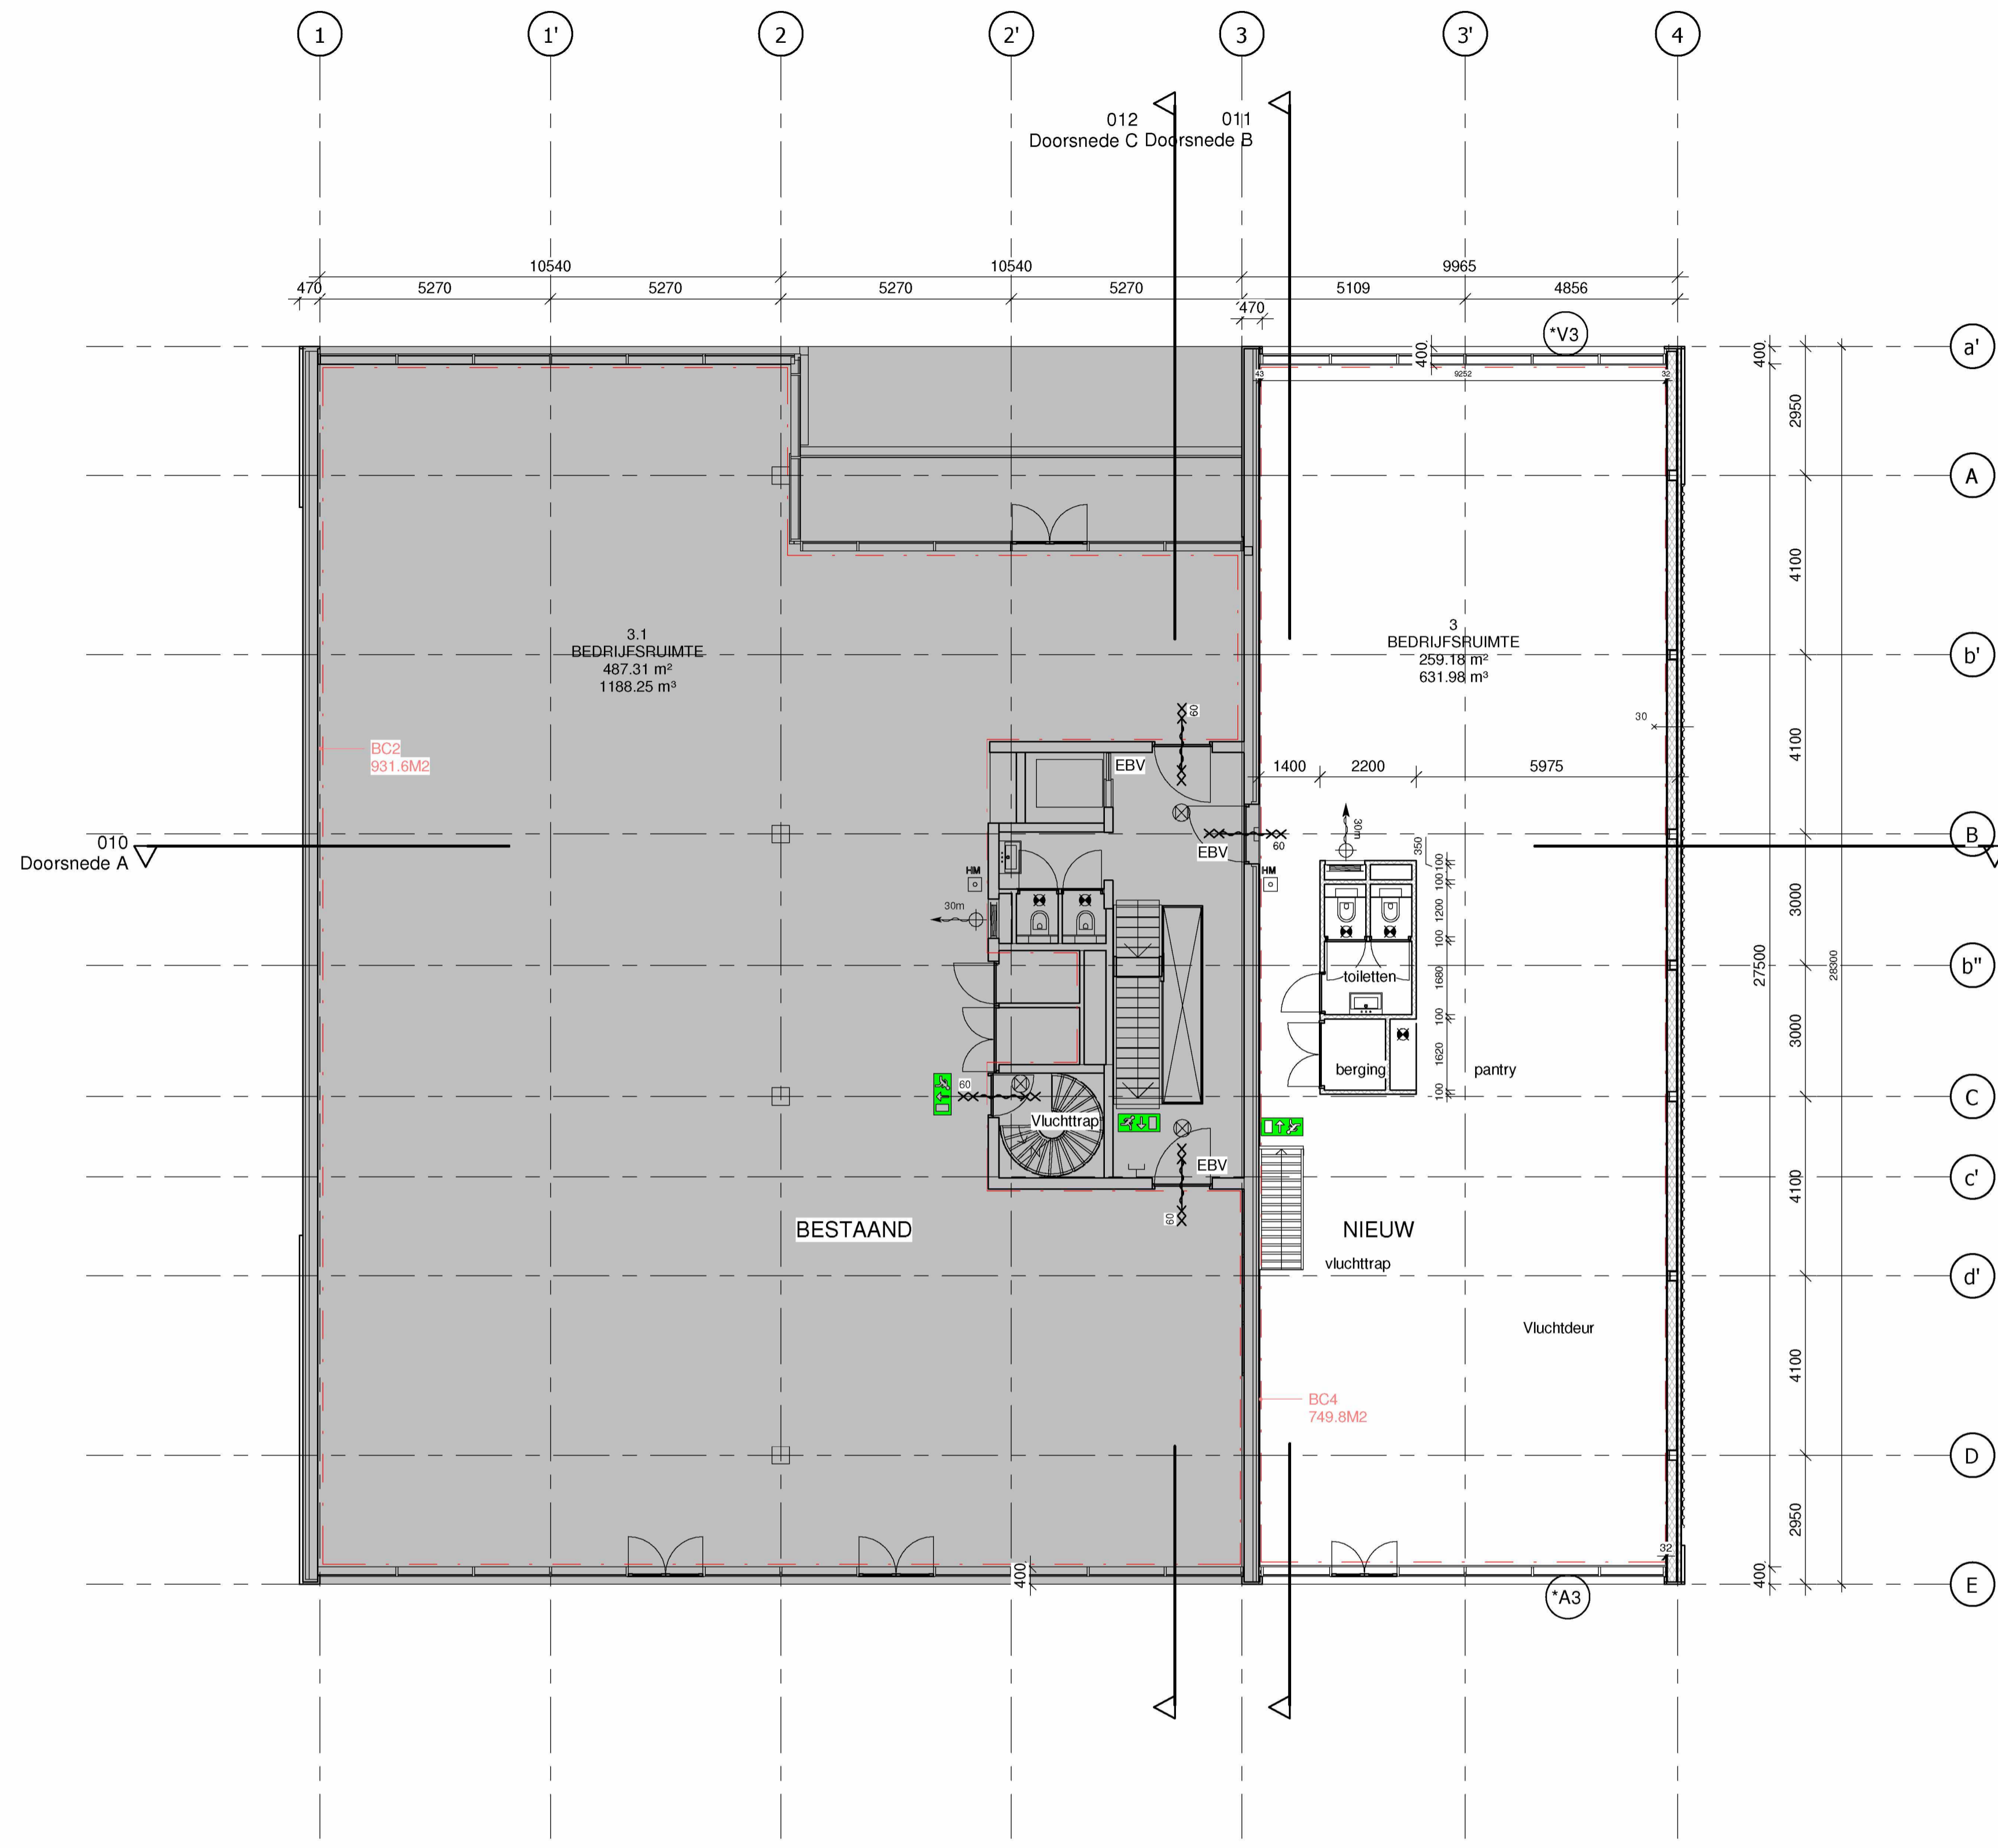 1 1' 2 2' 3 3' 4
012 011
Doorsnede C Doorsnede B
10540 10540 9965
470 5270 5270 5270 5270 5109 4856
470
*V3
a'
400
400
43 9252 32
2950
A
4100
3.1
BEDRIJFSRUIMTE
487.31 m²
1188.25 m³
3
BEDRIJFSRUIMTE
259.18 m²
631.98 m³
b'
60
30
BC2
931.6M2
4100
EBV
1400 2200 5975
010
Doorsnede A
30m
B
60
EBV
350
100
HM
HM
100
30m
1200
3000
100
27500
28300
b"
toiletten
1680
100
3000
1620
berging
pantry
60
100
C
Vluchttrap
EBV
c'
4100
60
BESTAAND
NIEUW
vluchttrap
d'
Vluchtdeur
4100
BC4
749.8M2
D
2950
32
400
400
E
*A3